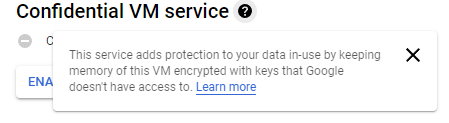 Confidential VM service
This service adds protection to your data in-use by keeping
memory of this VM encrypted with keys that Google
doesn't have access to. Learn more
ENA